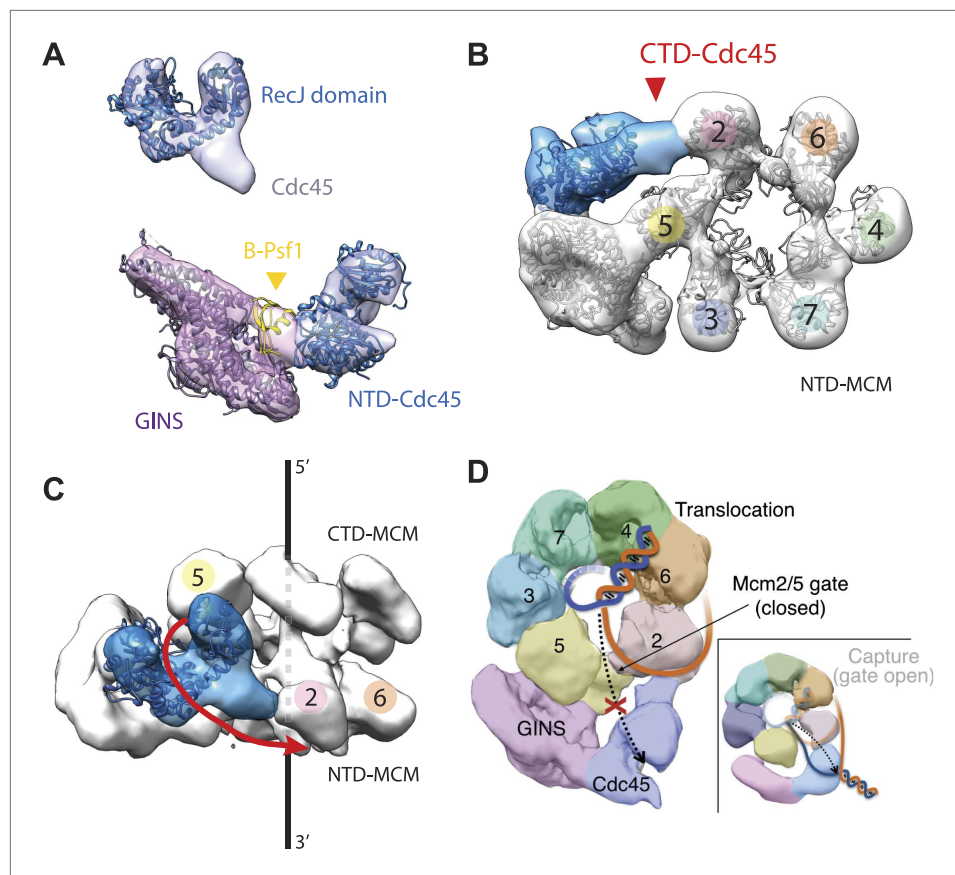 A
RecJ domain
Cdc45
B-Psf1
GINS
NTD-Cdc45
B
CTD-Cdc45
2
6
5
4
3
7
NTD-MCM
C
5′
CTD-MCM
5
2
6
NTD-MCM
3′
D
Translocation
7
4
6
Mcm2/5 gate
(closed)
3
5
2
GINS
Cdc45
Capture
(gate open)